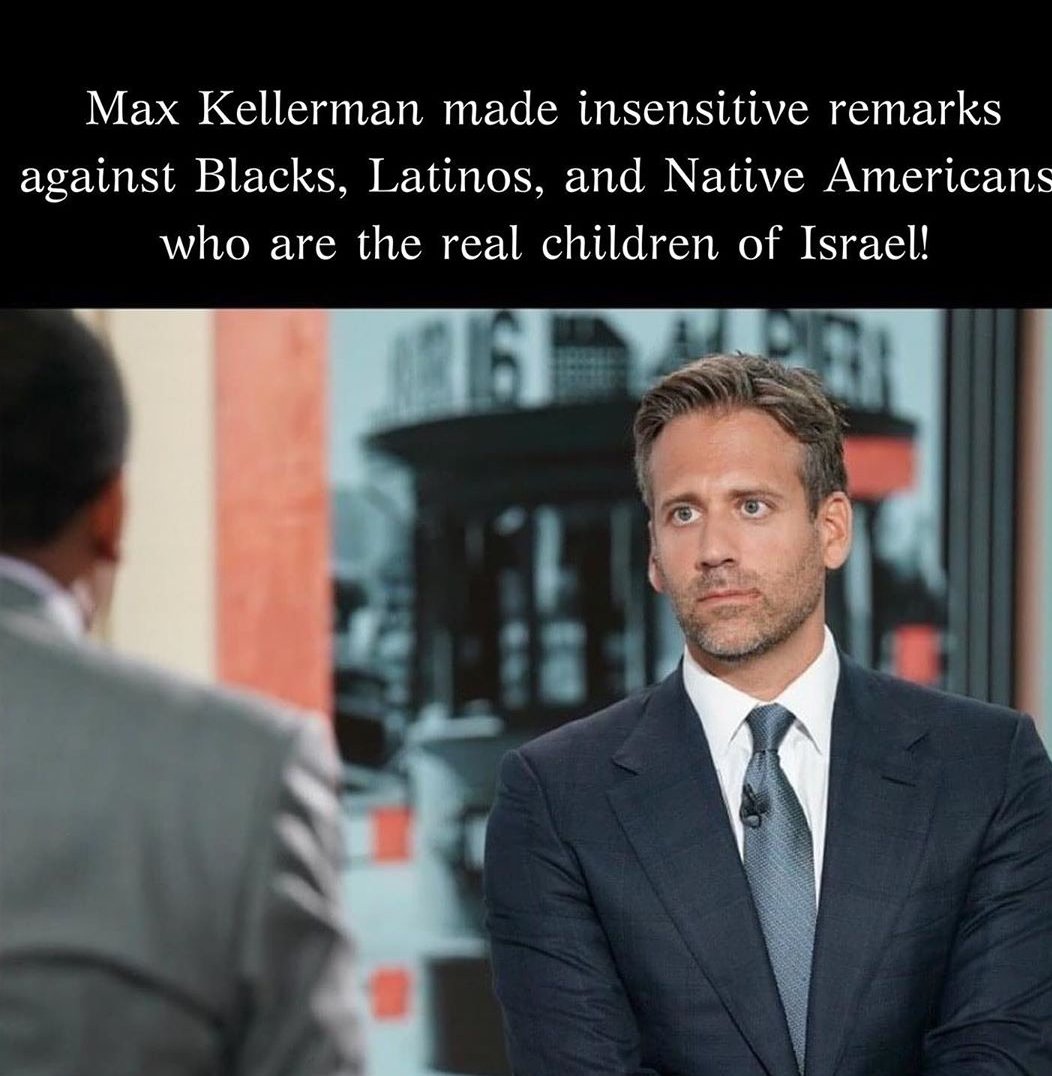 Max Kellerman made insensitive remarks
against Blacks, Latinos, and Native Americans
who are the real children of Israel!